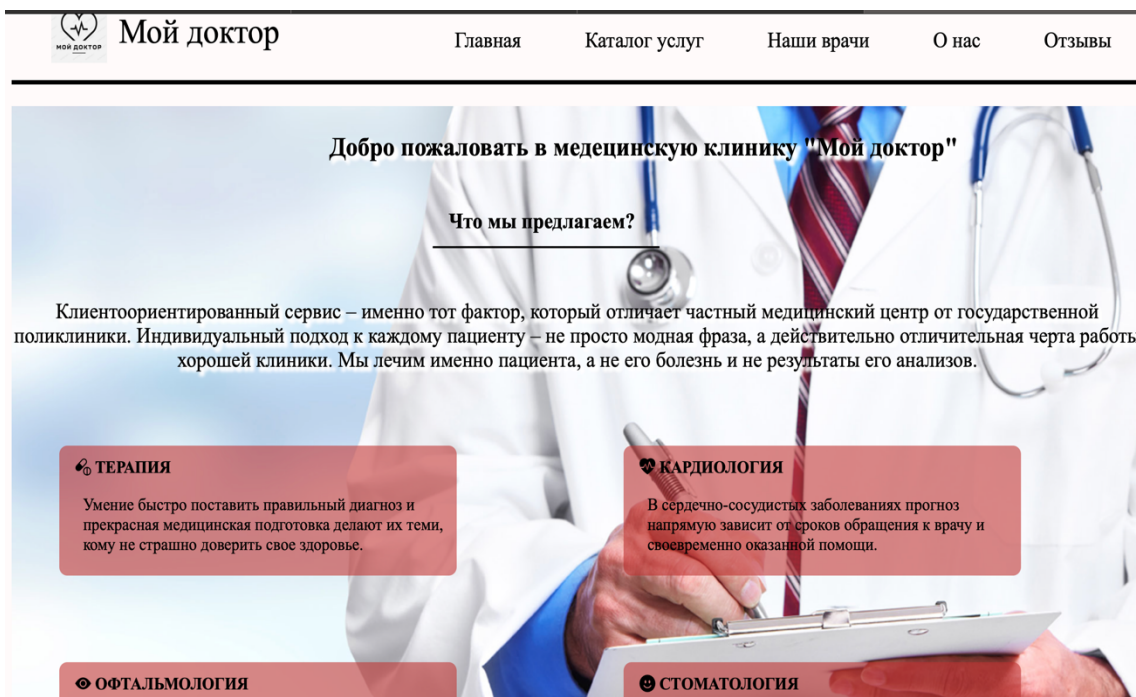 МОЙ ДОКТОР
Мой доктор
Главная Каталог услуг Наши врачи О нас Отзывы
Добро пожаловать в медецинскую клинику "Мой доктор"
Что мы предлагаем?
Клиентоориентированный сервис – именно тот фактор, который отличает частный медицинский центр от государственной
поликлиники. Индивидуальный подход к каждому пациенту – не просто модная фраза, а действительно отличительная черта работы
хорошей клиники. Мы лечим именно пациента, а не его болезнь и не результаты его анализов.
ТЕРАПИЯ
Умение быстро поставить правильный диагноз и
прекрасная медицинская подготовка делают их теми,
кому не страшно доверить свое здоровье.
КАРДИОЛОГИЯ
В сердечно-сосудистых заболеваниях прогноз
напрямую зависит от сроков обращения к врачу и
своевременно оказанной помощи.
ОФТАЛЬМОЛОГИЯ
СТОМАТОЛОГИЯ